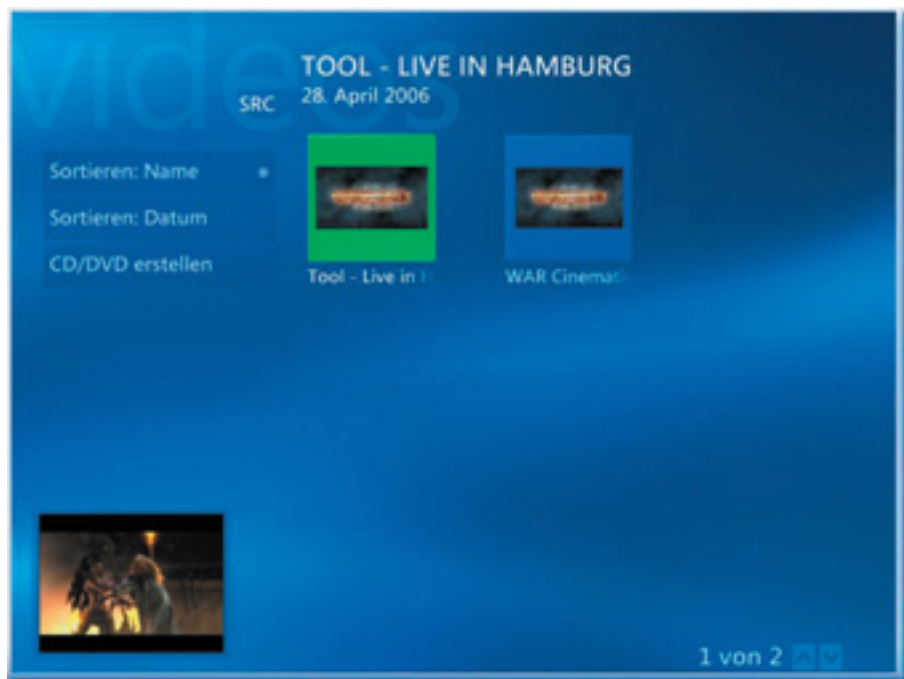 videos
TOOL - LIVE IN HAMBURG
SRC
28. April 2006
Sortieren: Name
Sortieren: Datum
CD/DVD erstellen
Tool - Live in H
WAR Cinemati
1 von 2